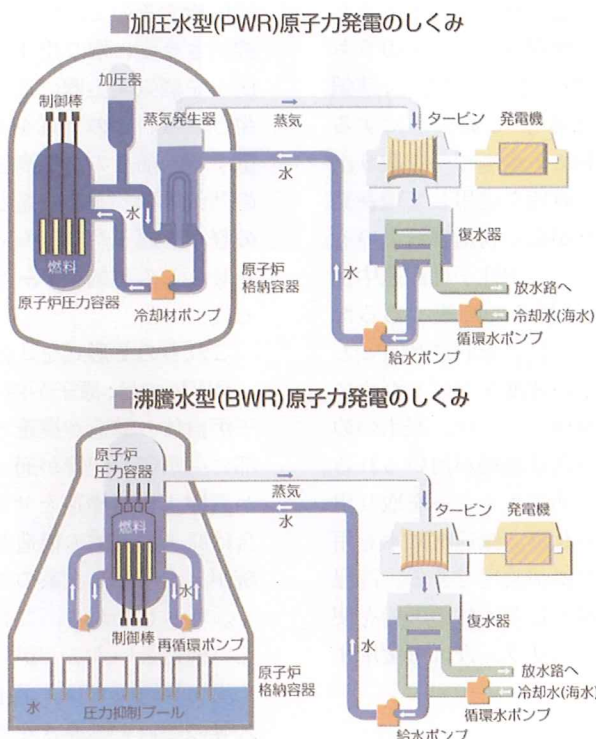 ■加圧水型(PWR)原子力発電のしくみ
加圧器
制御棒
蒸気発生器
蒸気
タービン
発電機
水
水
復水器
燃料
原子炉圧力容器
冷却材ポンプ
原子炉
格納容器
水
放水路へ
冷却水(海水)
循環水ポンプ
給水ポンプ
■沸騰水型(BWR)原子力発電のしくみ
原子炉
圧力容器
蒸気
水
タービン
発電機
燃料
水
制御棒
再循環ポンプ
水
復水器
原子炉
格納容器
放水路へ
冷却水(海水)
循環水ポンプ
水
圧力抑制プール
給水ポンプ